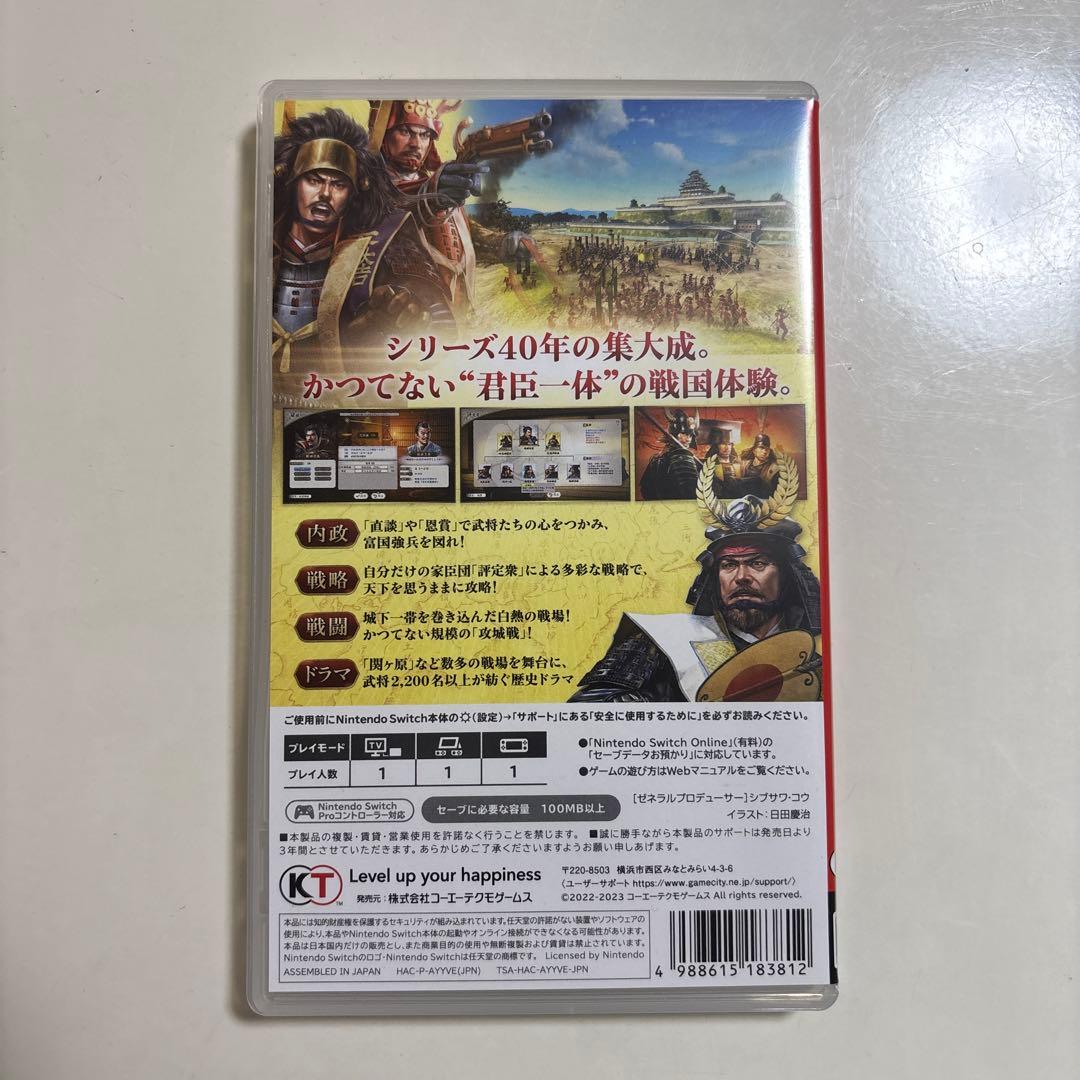 シリーズ40年の集大成。
かつてない“君臣一体”の戦国体験。
内政
「直談」や「恩賞」で武将たちの心をつかみ、
富国強兵を図れ!
戦略
自分だけの家臣団「評定衆」による多彩な戦略で、
天下を思うままに攻略!
戦闘
城下一帯を巻き込んだ白熱の戦場!
かつてない規模の「攻城戦」!
ドラマ
「関ヶ原」など数多の戦場を舞台に、
武将2,200名以上が紡ぐ歴史ドラマ
ご使用前にNintendo Switch本体の(設定)→「サポート」にある「安全に使用するために」を必ずお読みください。
プレイモード TV
プレイ人数 1 1 1
●「Nintendo Switch Online」(有料)の
「セーブデータお預かり」に対応しています。
●ゲームの遊び方はWebマニュアルをご覧ください。
Nintendo Switch
Proコントローラー対応
セーブに必要な容量 100MB以上
[ゼネラルプロデューサー]シブサワ・コウ
イラスト:日田慶治
■本製品の複製・賃貸・営業使用を許諾なく行うことを禁じます。 ■誠に勝手ながら本製品のサポートは発売日より
3年間とさせていただきます。あらかじめご了承くださいますようお願い申しあげます。
KT TM
Level up your happiness
発売元:株式会社コーエーテクモゲームス
〒220-8503 横浜市西区みなとみらい4-3-6
〈ユーザーサポート https://www.gamecity.ne.jp/support/〉
©2022-2023 コーエーテクモゲームス All rights reserved.
本品には知的財産権を保護するセキュリティが組み込まれています。任天堂の許諾がない装置やソフトウェアの
使用により、本品やNintendo Switch本体の起動やオンライン接続ができなくなる可能性があります。
本品は日本国内だけの販売とし、また商業目的の使用や無断複製および賃貸は禁止されています。
Nintendo Switchのロゴ・Nintendo Switchは任天堂の商標です。 Licensed by Nintendo
ASSEMBLED IN JAPAN HAC-P-AYYVE(JPN) TSA-HAC-AYYVE-JPN
4 988615 183812